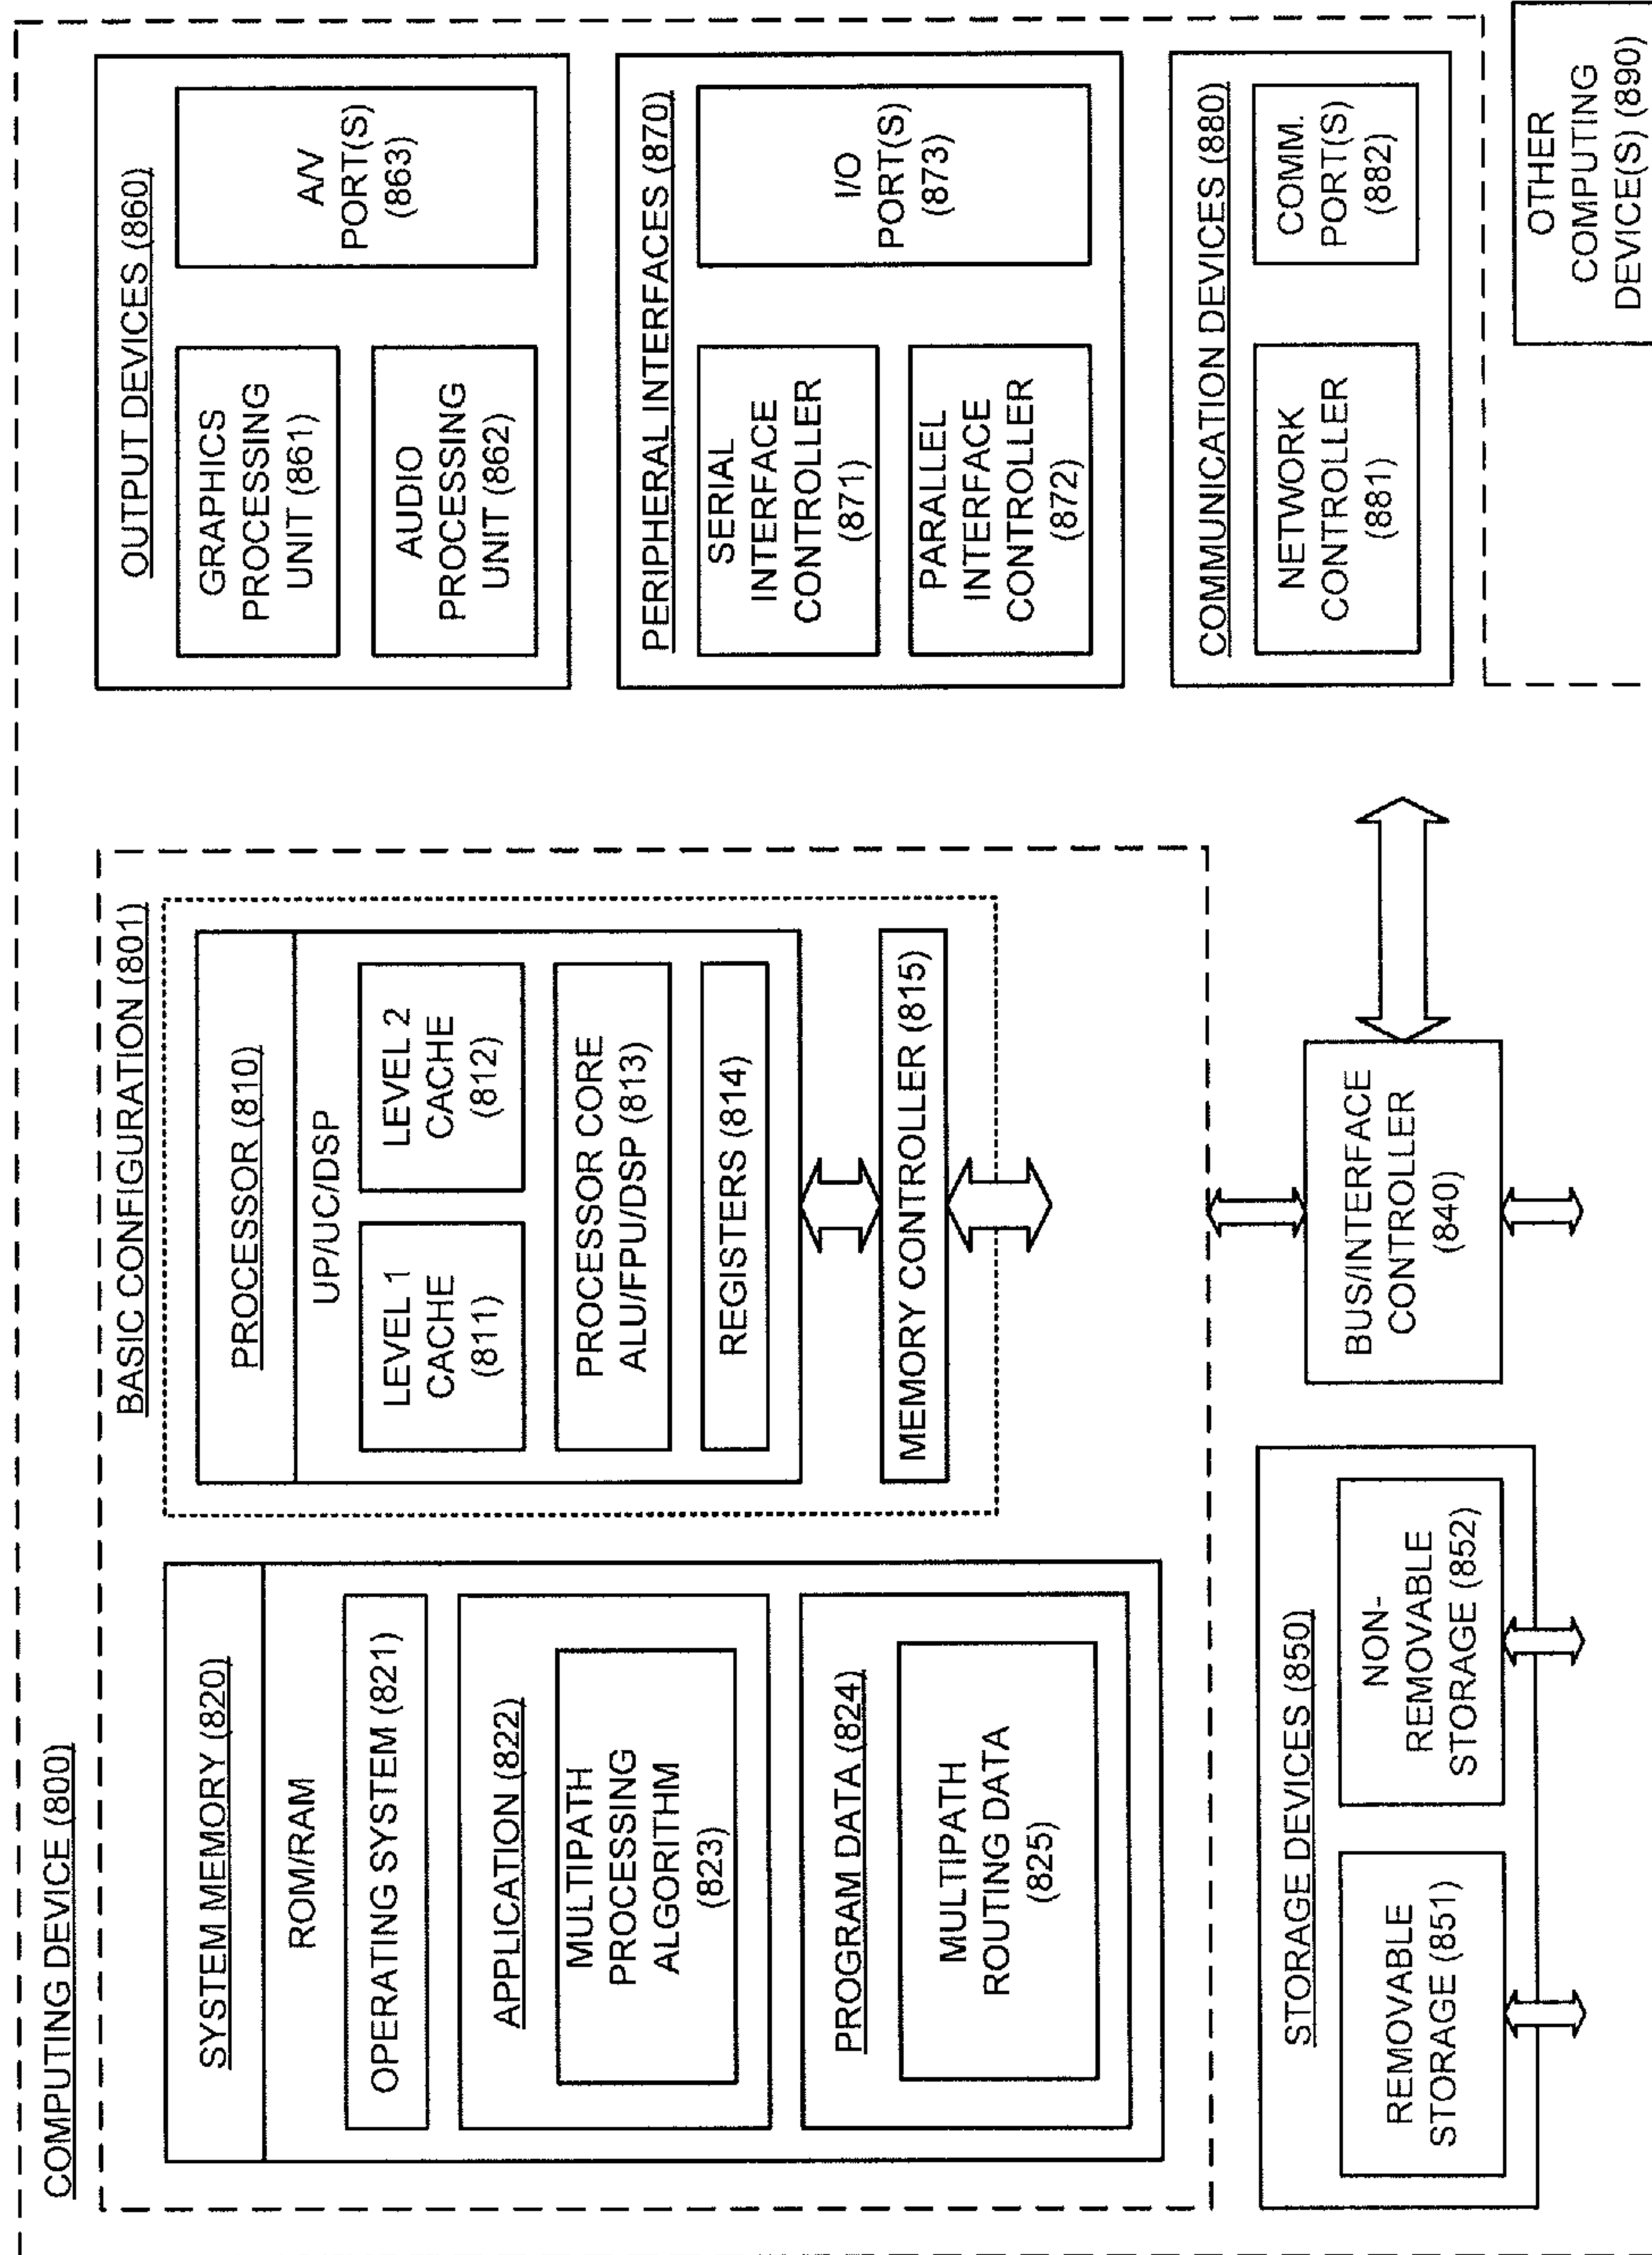 COMPUTING DEVICE (800)
BASIC CONFIGURATION (801)
SYSTEM MEMORY (820)
ROM/RAM
OPERATING SYSTEM (821)
APPLICATION (822)
MULTIPATH
PROCESSING
ALGORITHM
(823)
PROGRAM DATA (824)
MULTIPATH
ROUTING DATA
(825)
PROCESSOR (810)
UP/UC/DSP
LEVEL 1
CACHE
(811)
LEVEL 2
CACHE
(812)
PROCESSOR CORE
ALU/FPU/DSP (813)
REGISTERS (814)
MEMORY CONTROLLER (815)
STORAGE DEVICES (850)
REMOVABLE
STORAGE (851)
NON-
REMOVABLE
STORAGE (852)
BUS/INTERFACE
CONTROLLER
(840)
OUTPUT DEVICES (860)
GRAPHICS
PROCESSING
UNIT (861)
AUDIO
PROCESSING
UNIT (862)
A/V
PORT(S)
(863)
PERIPHERAL INTERFACES (870)
SERIAL
INTERFACE
CONTROLLER
(871)
PARALLEL
INTERFACE
CONTROLLER
(872)
I/O
PORT(S)
(873)
COMMUNICATION DEVICES (880)
NETWORK
CONTROLLER
(881)
COMM.
PORT(S)
(882)
OTHER
COMPUTING
DEVICE(S) (890)